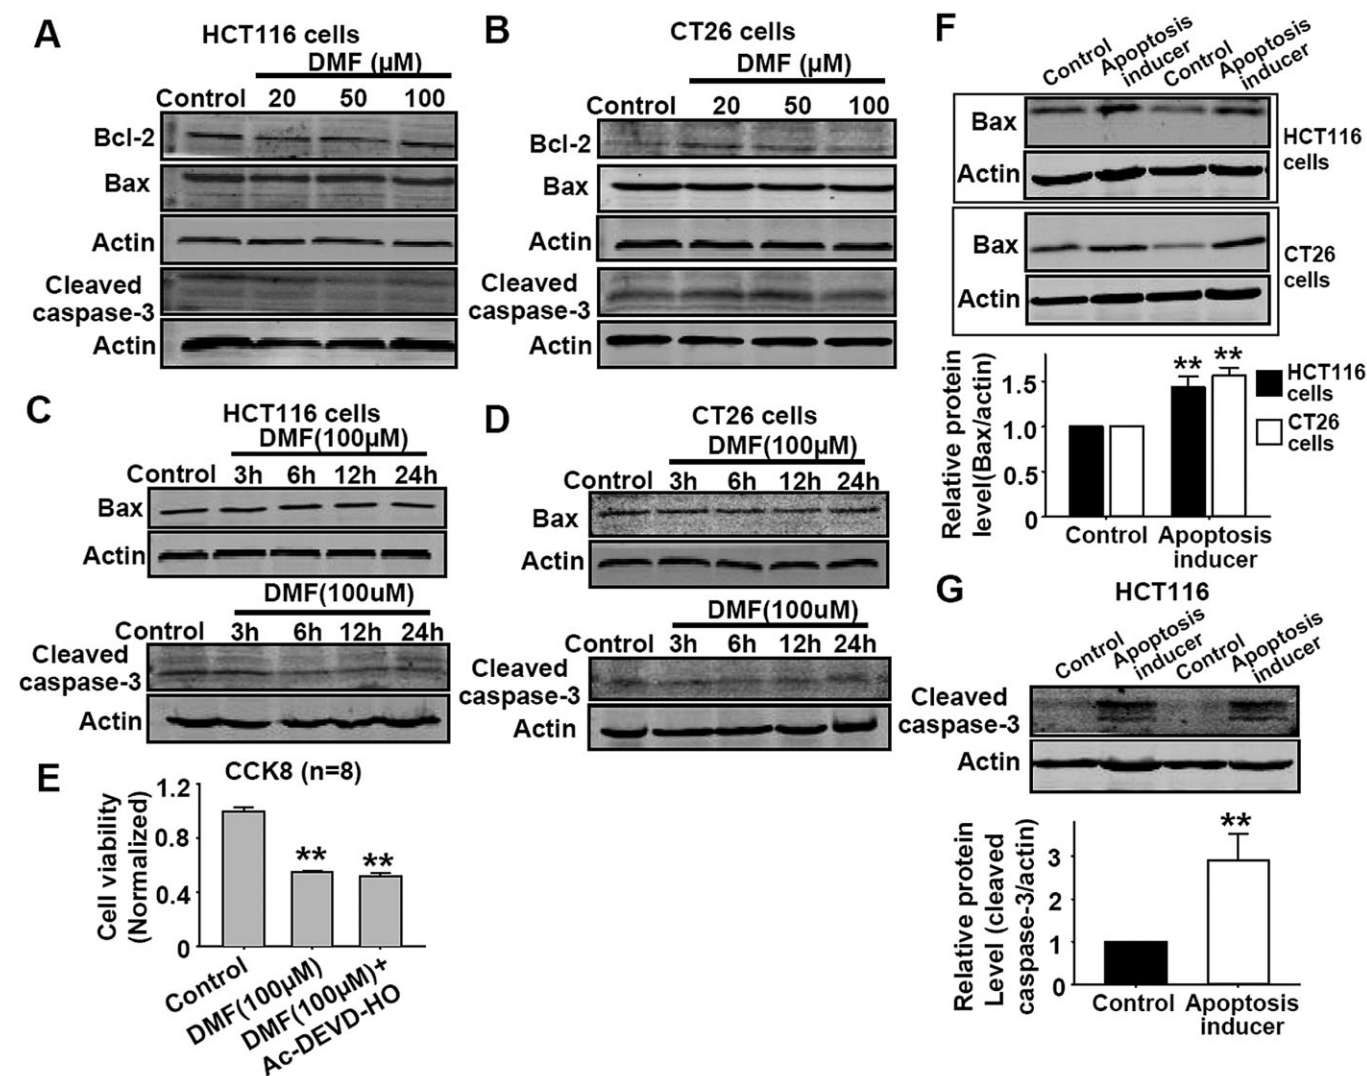 A
HCT116 cells
DMF (µM)
Control 20 50 100
Bcl-2
Bax
Actin
Cleaved
caspase-3
Actin
B
CT26 cells
DMF (µM)
Control 20 50 100
Bcl-2
Bax
Actin
Cleaved
caspase-3
Actin
C
HCT116 cells
DMF(100µM)
Control 3h 6h 12h 24h
Bax
Actin
DMF(100uM)
Control 3h 6h 12h 24h
Cleaved
caspase-3
Actin
D
CT26 cells
DMF(100µM)
Control 3h 6h 12h 24h
Bax
Actin
DMF(100uM)
Control 3h 6h 12h 24h
Cleaved
caspase-3
Actin
E
CCK8 (n=8)
Cell viability
(Normalized)
1.2
0.8
0.4
0
**
**
Control
DMF(100µM)
DMF(100µM)+
Ac-DEVD-HO
F
Control
Apoptosis
inducer
Control
Apoptosis
inducer
Bax
Actin
HCT116
cells
Bax
Actin
CT26
cells
Relative protein
level(Bax/actin)
1.5
1.0
0.5
0
**
**
HCT116
cells
CT26
cells
Control
Apoptosis
inducer
G
HCT116
Control
Apoptosis
inducer
Control
Apoptosis
inducer
Cleaved
caspase-3
Actin
Relative protein
Level (cleaved
caspase-3/actin)
3
2
1
0
**
Control
Apoptosis
inducer